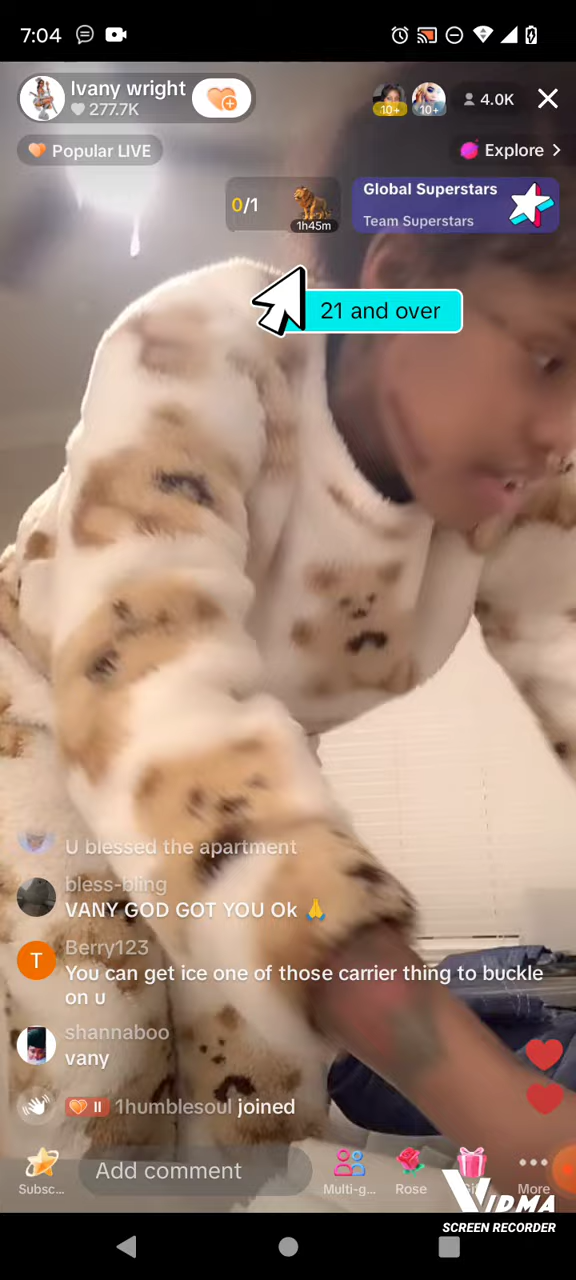 7:04
Ivany wright
277.7K
10+
10+
4.0K
Popular LIVE
Explore >
0/1
1h45m
Global Superstars
Team Superstars
21 and over
U blessed the apartment
bless-bling
VANY GOD GOT YOU Ok 🙏
Berry123
T
You can get ice one of those carrier thing to buckle
on u
shannaboo
vany
II 1humblesoul joined
Add comment
Subsc...
Multi-g...
Rose
More
VIDMA
SCREEN RECORDER